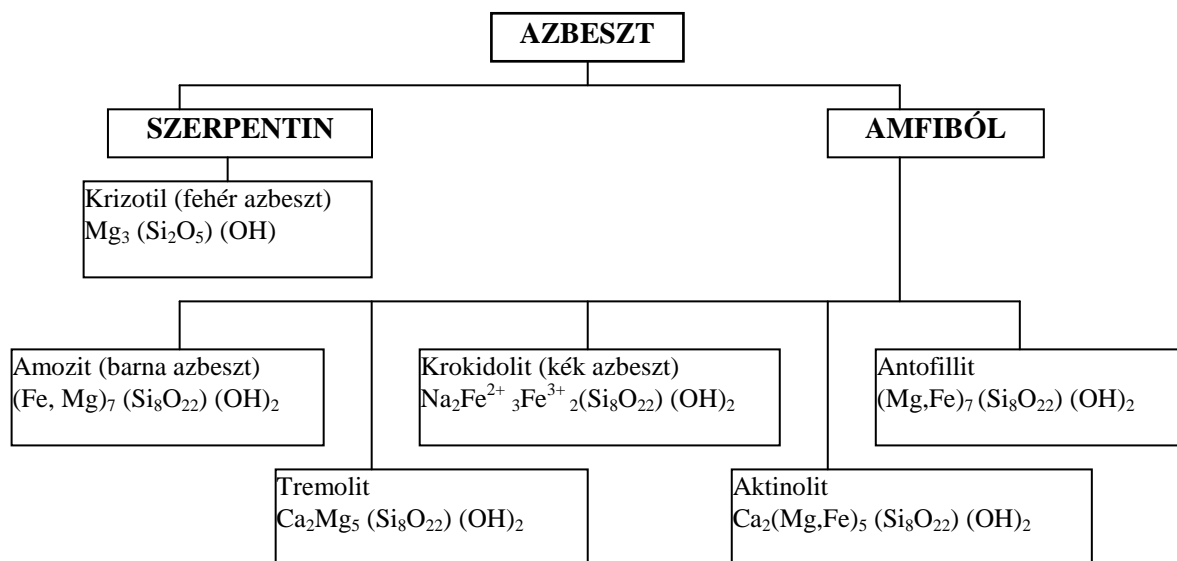 AZBESZT
SZERPENTIN
AMFIBÓL
Krizotil (fehér azbeszt)
Mg₃ (Si₂O₅) (OH)
Amozit (barna azbeszt)
(Fe, Mg)₇ (Si₈O₂₂) (OH)₂
Krokidolit (kék azbeszt)
Na₂Fe²⁺ ₃Fe³⁺ ₂(Si₈O₂₂) (OH)₂
Antofillit
(Mg,Fe)₇ (Si₈O₂₂) (OH)₂
Tremolit
Ca₂Mg₅ (Si₈O₂₂) (OH)₂
Aktinolit
Ca₂(Mg,Fe)₅ (Si₈O₂₂) (OH)₂